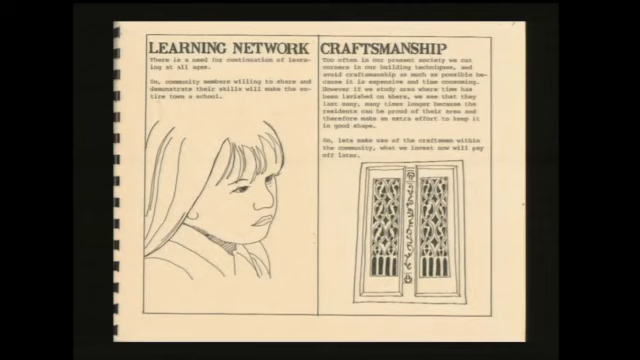 LEARNING NETWORK
There is a need for continuation of learn-
ing at all ages.
So, community members willing to share and
demonstrate their skills will make the en-
tire town a school.
CRAFTSMANSHIP
Too often in our present society we cut
corners in our building techniques, and
avoid craftsmanship as much as possible be-
cause it is expensive and time consuming.
However if we study area where time has
been lavished on there, we see that they
last many, many times longer because the
residents can be proud of their area and
therefore make an extra effort to keep it
in good shape.
So, lets make use of the craftsmen within
the community, what we invest now will pay
off later.